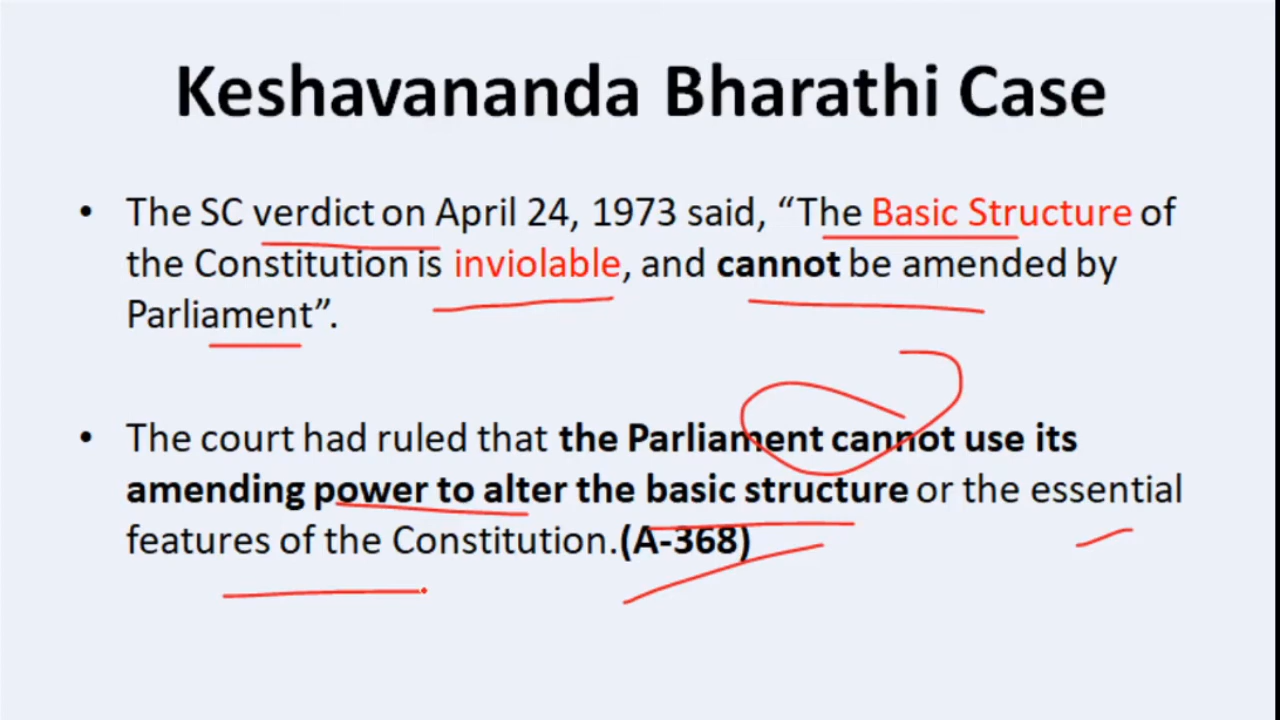 Keshavananda Bharathi Case
• The SC verdict on April 24, 1973 said, “The Basic Structure of
the Constitution is inviolable, and cannot be amended by
Parliament”.
• The court had ruled that the Parliament cannot use its
amending power to alter the basic structure or the essential
features of the Constitution.(A-368)